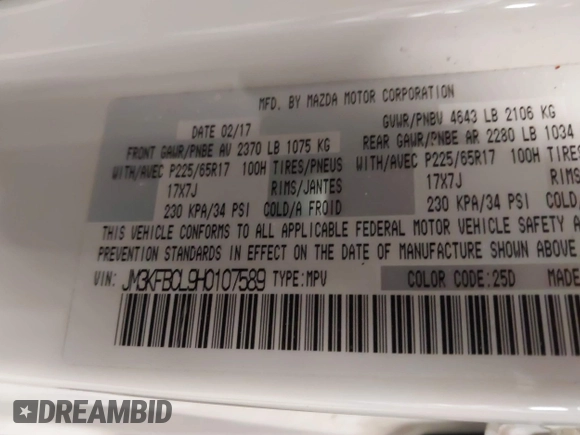 MFD. BY MAZDA MOTOR CORPORATION
DATE 02/17 GVWR/PNBV 4643 LB 2106 KG
FRONT GAWR/PNBE AV 2370 LB 1075 KG REAR GAWR/PNBE AR 2280 LB 1034
WITH/AVEC P225/65R17 100H TIRES/PNEUS WITH/AVEC P225/65R17 100H TIRES
17X7J RIMS/JANTES 17X7J RIMS
230 KPA/34 PSI COLD/A FROID 230 KPA/34 PSI COLD/
THIS VEHICLE CONFORMS TO ALL APPLICABLE FEDERAL MOTOR VEHICLE SAFETY A
PREVENTION STANDARDS IN EFFECT ON THE DATE OF MANUFACTURE SHOWN ABOVE
VIN: JM3KFBCL9H0107589 TYPE:MPV COLOR CODE:25D MADE
DREAMBID